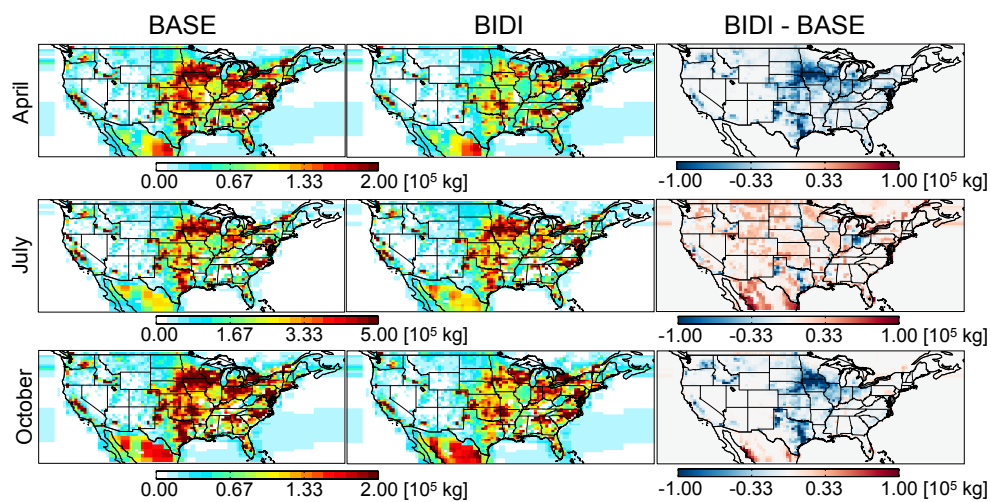 BASE BIDI BIDI - BASE
April
0.00 0.67 1.33 2.00 [10⁵ kg] -1.00 -0.33 0.33 1.00 [10⁵ kg]
July
0.00 1.67 3.33 5.00 [10⁵ kg] -1.00 -0.33 0.33 1.00 [10⁵ kg]
October
0.00 0.67 1.33 2.00 [10⁵ kg] -1.00 -0.33 0.33 1.00 [10⁵ kg]